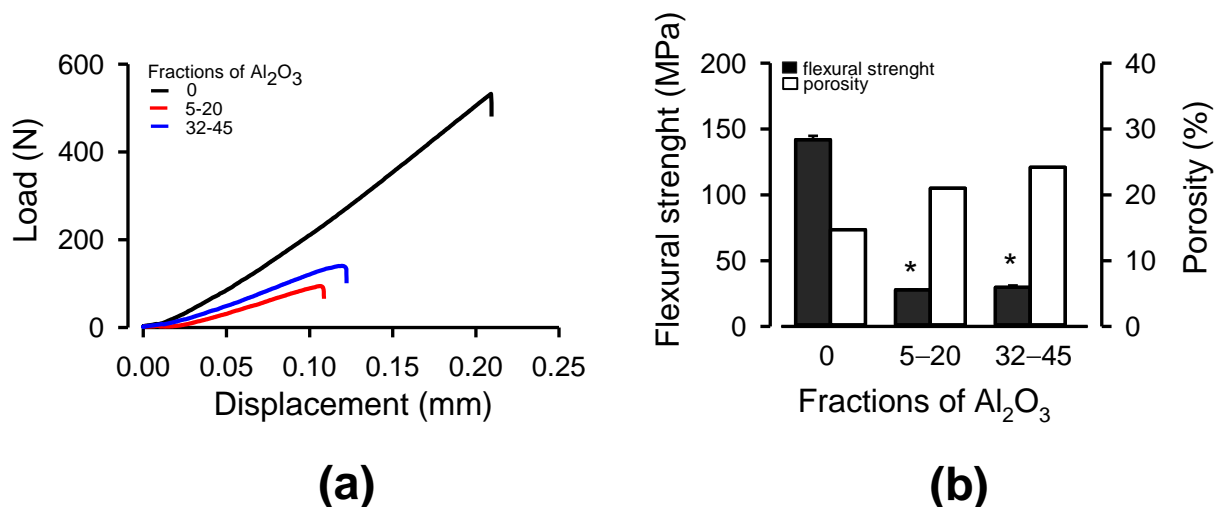 Fractions of Al₂O₃
0
5-20
32-45
600
400
200
0
Load (N)
0.00 0.05 0.10 0.15 0.20 0.25
Displacement (mm)
(a)
flexural strenght
porosity
200
150
100
50
0
Flexural strenght (MPa)
40
30
20
10
0
Porosity (%)
*
*
0 5–20 32–45
Fractions of Al₂O₃
(b)